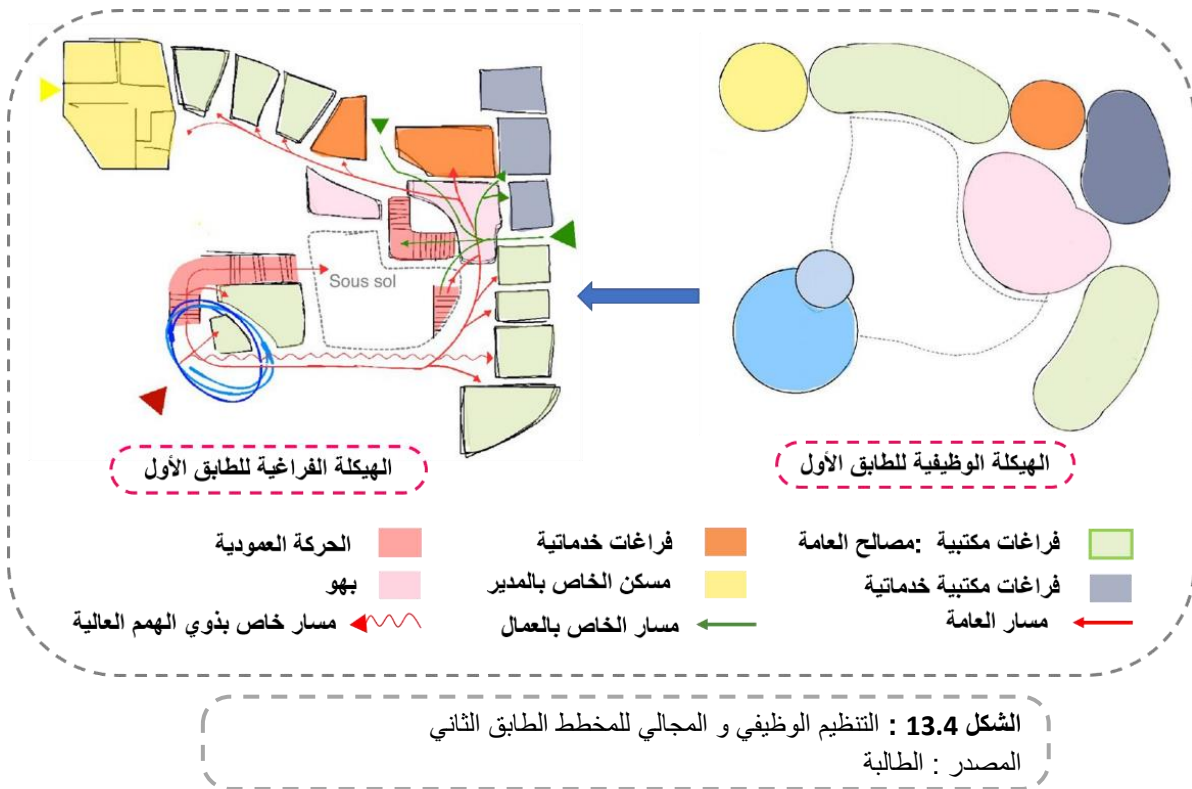 Sous sol
الهيكلة الوظيفية للطابق الأول
الهيكلة الفراغية للطابق الأول
فراغات مكتبية :مصالح العامة
فراغات خدماتية
الحركة العمودية
فراغات مكتبية خدماتية
مسكن الخاص بالمدير
بهو
مسار العامة
مسار الخاص بالعمال
مسار خاص بذوي الهمم العالية
الشكل 13.4 : التنظيم الوظيفي و المجالي للمخطط الطابق الثاني
المصدر : الطالبة